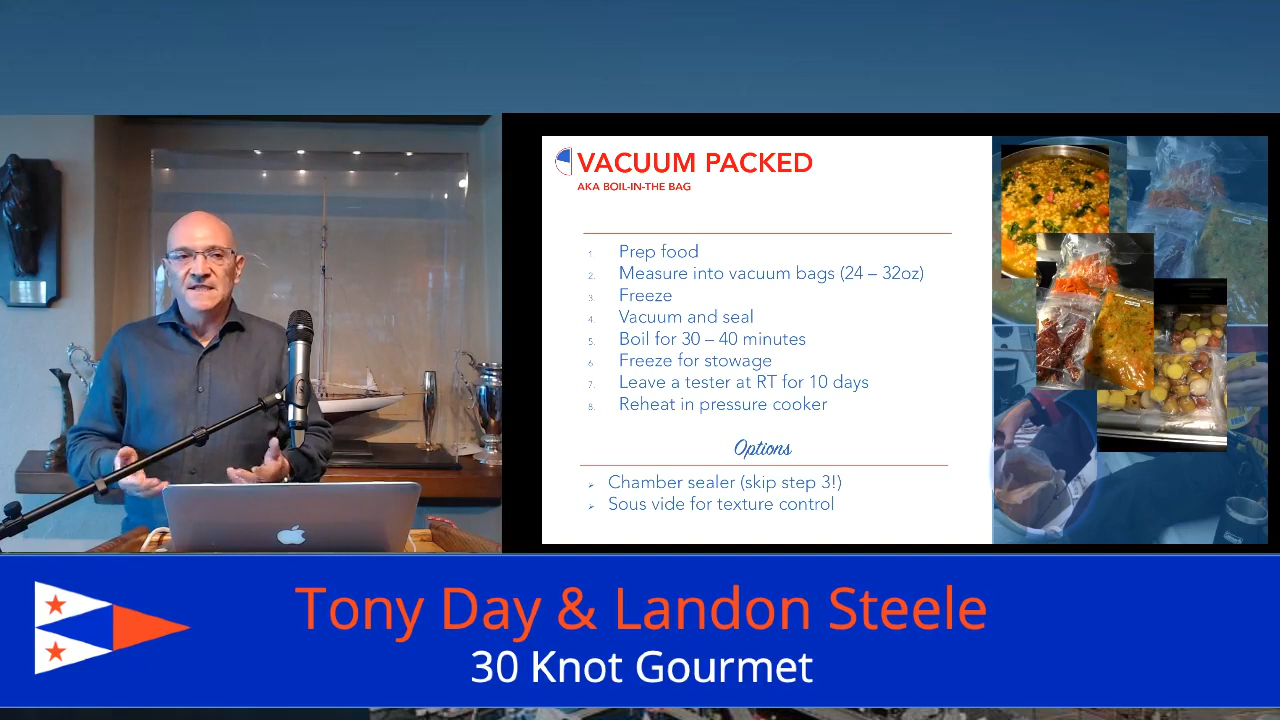 VACUUM PACKED
AKA BOIL-IN-THE BAG
1. Prep food
2. Measure into vacuum bags (24 – 32oz)
3. Freeze
4. Vacuum and seal
5. Boil for 30 – 40 minutes
6. Freeze for stowage
7. Leave a tester at RT for 10 days
8. Reheat in pressure cooker
Options
➢ Chamber sealer (skip step 3!)
➢ Sous vide for texture control
Tony Day & Landon Steele
30 Knot Gourmet